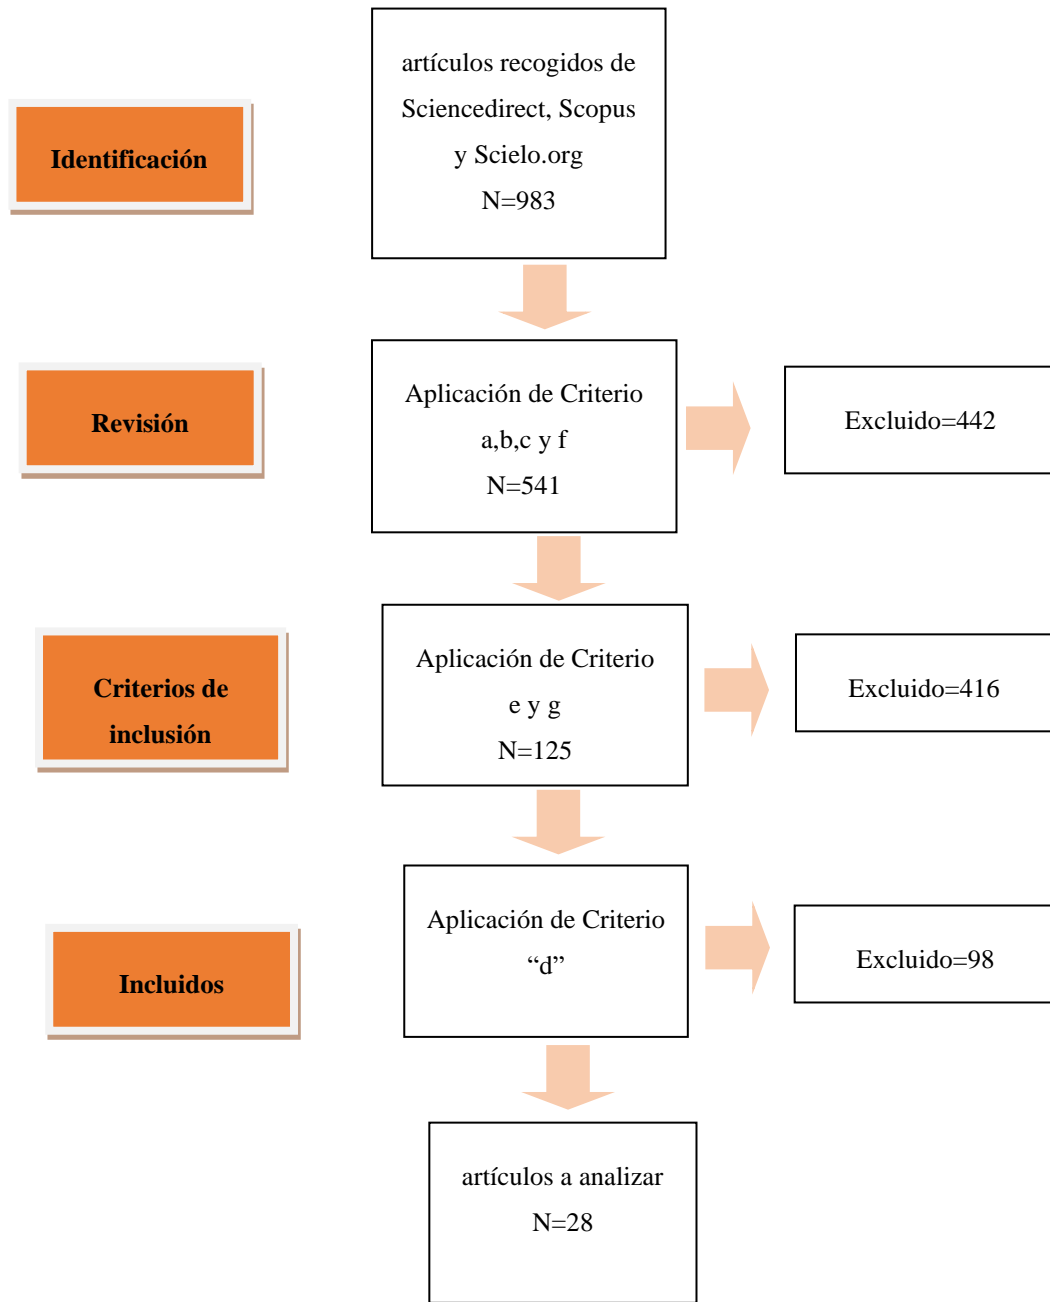 artículos recogidos de
Sciencedirect, Scopus
y Scielo.org
N=983
Identificación
Aplicación de Criterio
a,b,c y f
N=541
Revisión
Excluido=442
Aplicación de Criterio
e y g
N=125
Criterios de
inclusión
Excluido=416
Aplicación de Criterio
“d”
Incluidos
Excluido=98
artículos a analizar
N=28